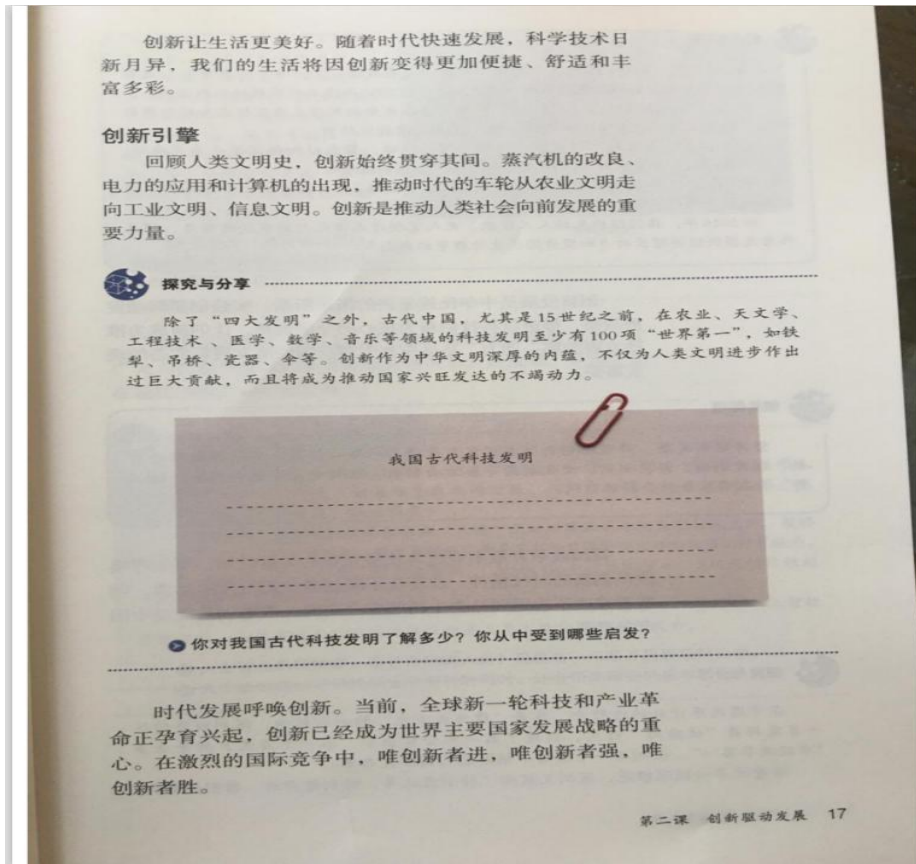 创新让生活更美好。随着时代快速发展，科学技术日
新月异，我们的生活将因创新变得更加便捷、舒适和丰
富多彩。
创新引擎
回顾人类文明史，创新始终贯穿其间。蒸汽机的改良、
电力的应用和计算机的出现，推动时代的车轮从农业文明走
向工业文明、信息文明。创新是推动人类社会向前发展的重
要力量。
探究与分享
除了“四大发明”之外，古代中国，尤其是15世纪之前，在农业、天文学、
工程技术、医学、数学、音乐等领域的科技发明至少有100项“世界第一”，如铁
犁、吊桥、瓷器、伞等。创新作为中华文明深厚的内蕴，不仅为人类文明进步作出
过巨大贡献，而且将成为推动国家兴旺发达的不竭动力。
我国古代科技发明
你对我国古代科技发明了解多少？你从中受到哪些启发？
时代发展呼唤创新。当前，全球新一轮科技和产业革
命正孕育兴起，创新已经成为世界主要国家发展战略的重
心。在激烈的国际竞争中，唯创新者进，唯创新者强，唯
创新者胜。
第二课 创新驱动发展 17